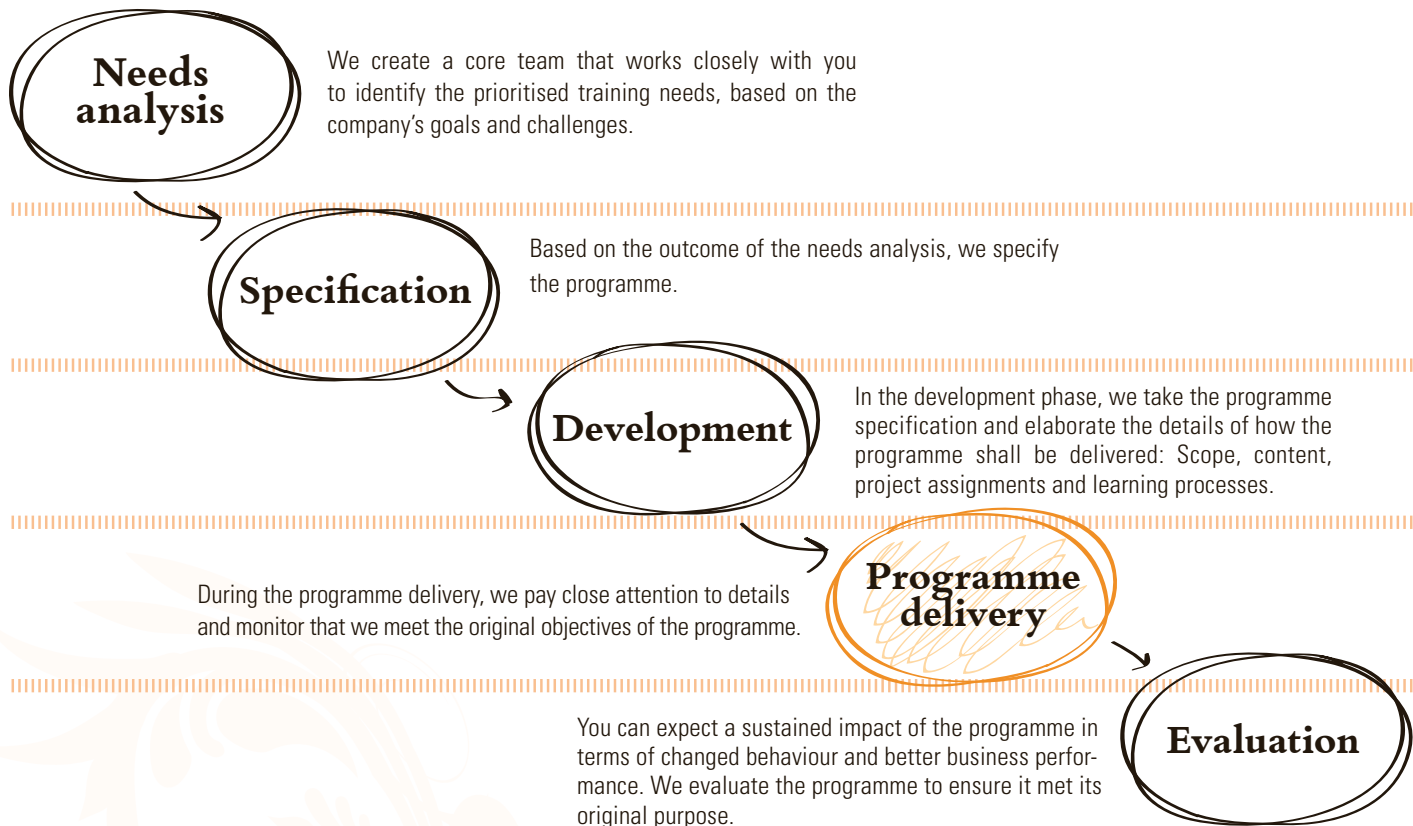 Needs
analysis
We create a core team that works closely with you
to identify the prioritised training needs, based on the
company’s goals and challenges.
Specification
Based on the outcome of the needs analysis, we specify
the programme.
Development
In the development phase, we take the programme
specification and elaborate the details of how the
programme shall be delivered: Scope, content,
project assignments and learning processes.
Programme
delivery
During the programme delivery, we pay close attention to details
and monitor that we meet the original objectives of the programme.
Evaluation
You can expect a sustained impact of the programme in
terms of changed behaviour and better business perfor-
mance. We evaluate the programme to ensure it met its
original purpose.